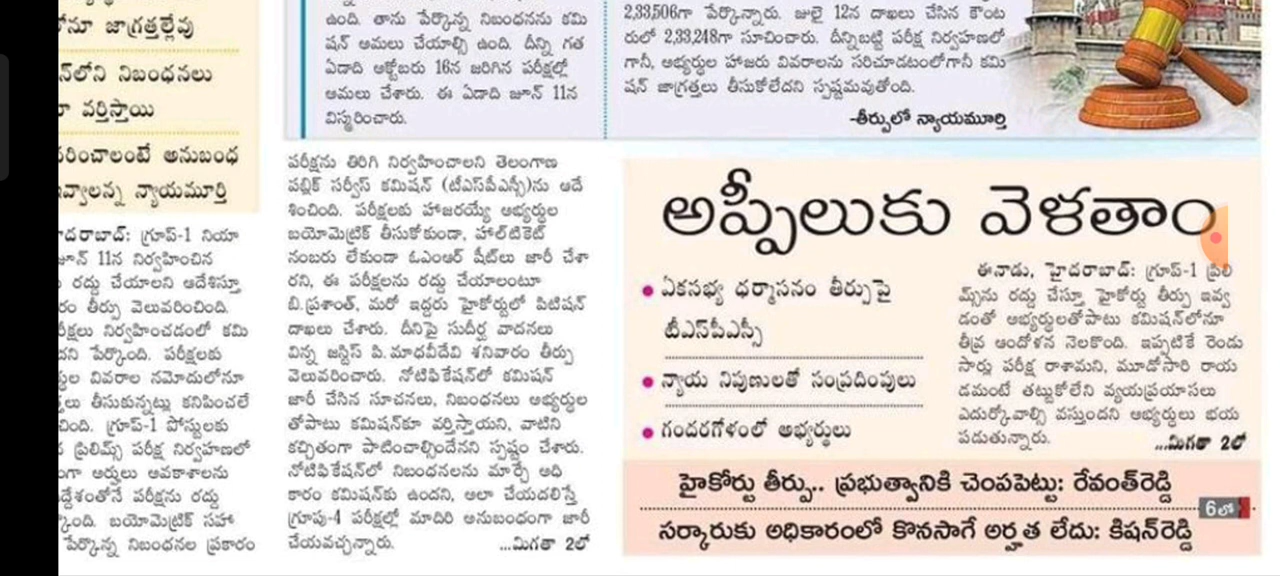 ోనూ జాగ్రత్తల్లేవు
న్‌లోని నిబంధనలు
వర్తిస్తాయి
అనుబంధ
న్యాయమూర్తి
గ్రూప్-1 నియా
జూన్ 11న నిర్వహించిన
రద్దు చేయాలని ఆదేశిస్తూ
తీర్పు వెలువరించింది.
నిర్వహించడంలో కమి
పేర్కొంది. పరీక్షలకు
వివరాల నమోదులోనూ
తీసుకున్నట్లు కనిపించలే
గ్రూప్-1 పోస్టులకు
ప్రిలిమ్స్ పరీక్ష నిర్వహణలో
అర్హులు అవకాశాలను
పరీక్షను రద్దు
బయోమెట్రిక్ సహా
పేర్కొన్న నిబంధనల ప్రకారం
ఉంది. తాను పేర్కొన్న నిబంధనను కమి
షన్ అమలు చేయాల్సి ఉంది. దీన్ని గత
ఏడాది అక్టోబరు 16న జరిగిన పరీక్షల్లో
అమలు చేశారు. ఈ ఏడాది జూన్ 11న
విస్మరించారు.
2,33,506గా పేర్కొన్నారు. జులై 12న దాఖలు చేసిన కౌంట
రులో 2,33,248గా సూచించారు. దీన్నిబట్టి పరీక్ష నిర్వహణలో
గానీ, అభ్యర్థుల హాజరు వివరాలను సరిచూడటంలోగానీ కమి
షన్ జాగ్రత్తలు తీసుకోలేదని స్పష్టమవుతోంది.
-తీర్పులో న్యాయమూర్తి
పరీక్షను తిరిగి నిర్వహించాలని తెలంగాణ
పబ్లిక్ సర్వీస్ కమిషన్ (టీఎస్‌పీఎస్సీ)ను ఆదే
శించింది. పరీక్షలకు హాజరయ్యే అభ్యర్థుల
బయోమెట్రిక్ తీసుకోకుండా, హాల్‌టికెట్
నంబరు లేకుండా ఓఎంఆర్ షీట్‌లు జారీ చేశా
రని, ఈ పరీక్షలను రద్దు చేయాలంటూ
బి.ప్రశాంత్, మరో ఇద్దరు హైకోర్టులో పిటిషన్
దాఖలు చేశారు. దీనిపై సుదీర్ఘ వాదనలు
విన్న జస్టిస్ పి.మాధవీదేవి శనివారం తీర్పు
వెలువరించారు. నోటిఫికేషన్‌లో కమిషన్
జారీ చేసిన సూచనలు, నిబంధనలు అభ్యర్థుల
తోపాటు కమిషన్‌కూ వర్తిస్తాయని, వాటిని
కచ్చితంగా పాటించాల్సిందేనని స్పష్టం చేశారు.
నోటిఫికేషన్‌లో నిబంధనలను మార్చే అధి
కారం కమిషన్‌కు ఉందని, అలా చేయదలిస్తే
గ్రూపు-4 పరీక్షల్లో మాదిరి అనుబంధంగా జారీ
చేయవచ్చన్నారు. ...మిగతా 2లో
అప్పీలుకు వెళతాం
• ఏకసభ్య ధర్మాసనం తీర్పుపై
టీఎస్‌పీఎస్సీ
• న్యాయ నిపుణులతో సంప్రదింపులు
• గందరగోళంలో అభ్యర్థులు
ఈనాడు, హైదరాబాద్: గ్రూప్-1 ప్రిలి
మ్స్‌ను రద్దు చేస్తూ హైకోర్టు తీర్పు ఇవ్వ
డంతో అభ్యర్థులతోపాటు కమిషన్‌లోనూ
తీవ్ర ఆందోళన నెలకొంది. ఇప్పటికే రెండు
సార్లు పరీక్ష రాశామని, మూడోసారి రాయ
డమంటే తట్టుకోలేని వ్యయప్రయాసలు
ఎదుర్కోవాల్సి వస్తుందని అభ్యర్థులు భయ
పడుతున్నారు. ...మిగతా 2లో
హైకోర్టు తీర్పు.. ప్రభుత్వానికి చెంపపెట్టు: రేవంత్‌రెడ్డి
6లో
సర్కారుకు అధికారంలో కొనసాగే అర్హత లేదు: కిషన్‌రెడ్డి